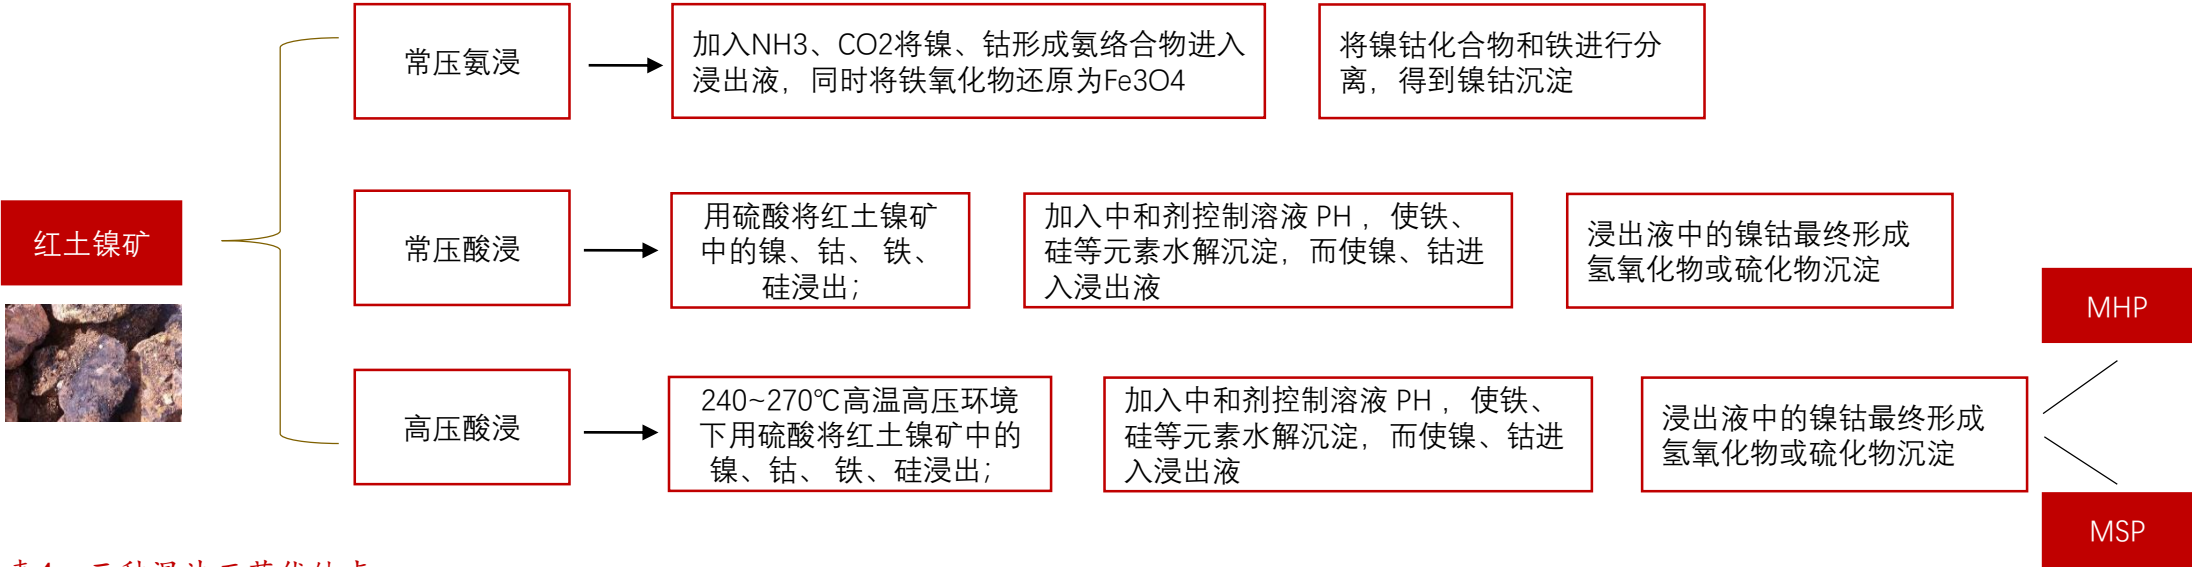 常压氨浸
加入NH3、CO2将镍、钴形成氨络合物进入
浸出液，同时将铁氧化物还原为Fe3O4
将镍钴化合物和铁进行分
离，得到镍钴沉淀
红土镍矿
常压酸浸
用硫酸将红土镍矿
中的镍、钴、 铁、
硅浸出；
加入中和剂控制溶液 PH ，使铁、
硅等元素水解沉淀，而使镍、钴进
入浸出液
浸出液中的镍钴最终形成
氢氧化物或硫化物沉淀
高压酸浸
240~270℃高温高压环境
下用硫酸将红土镍矿中的
镍、钴、 铁、硅浸出；
加入中和剂控制溶液 PH ，使铁、
硅等元素水解沉淀，而使镍、钴进
入浸出液
浸出液中的镍钴最终形成
氢氧化物或硫化物沉淀
MHP
MSP